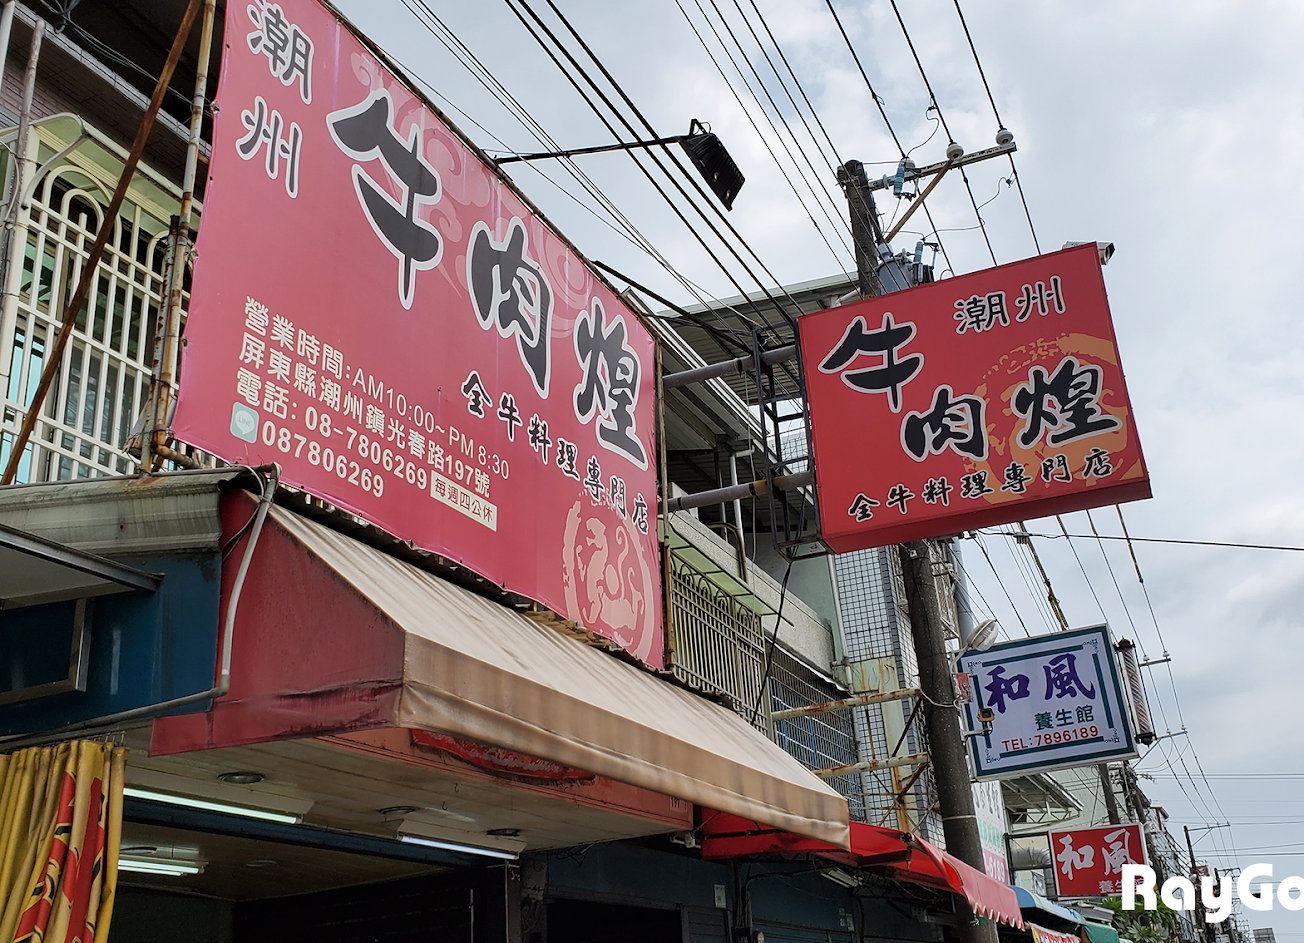 潮州
牛肉煌
全牛料理專門店
營業時間:AM10:00~PM8:30
屏東縣潮州鎮光春路197號
電話: 08-7806269 每週四公休
LINE 087806269
潮州
牛肉煌
全牛料理專門店
和風
養生館
TEL:7896189
和風
養生
RayGo